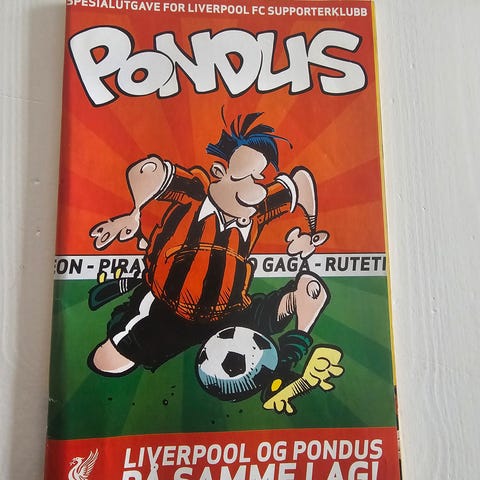 SPESIALUTGAVE FOR LIVERPOOL FC SUPPORTERKLUBB
PONDUS
EON - PIRA O GAGA - RUTETI
LIVERPOOL OG PONDUS
PÅ SAMME LAG!